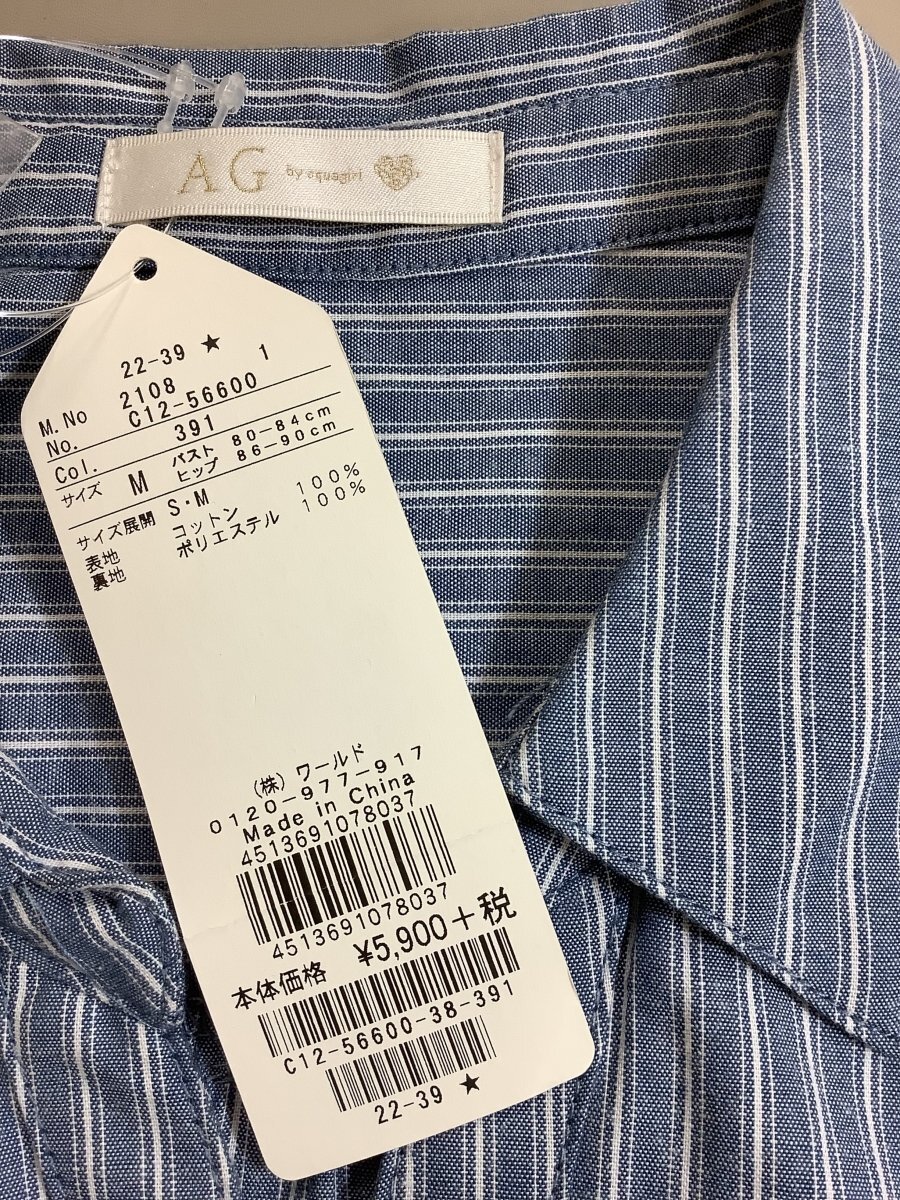 AG by aquagirl
22-39 ★ 1
M.No 2108
No. C12-56600
Col. 391
サイズ M バスト 80-84cm
ヒップ 86-90cm
サイズ展開 S・M
表地 コットン 100%
裏地 ポリエステル 100%
(株) ワールド
0120-977-917
Made in China
4513691078037
4513691078037
本体価格 ¥5,900+税
C12-56600-38-391
22-39 ★